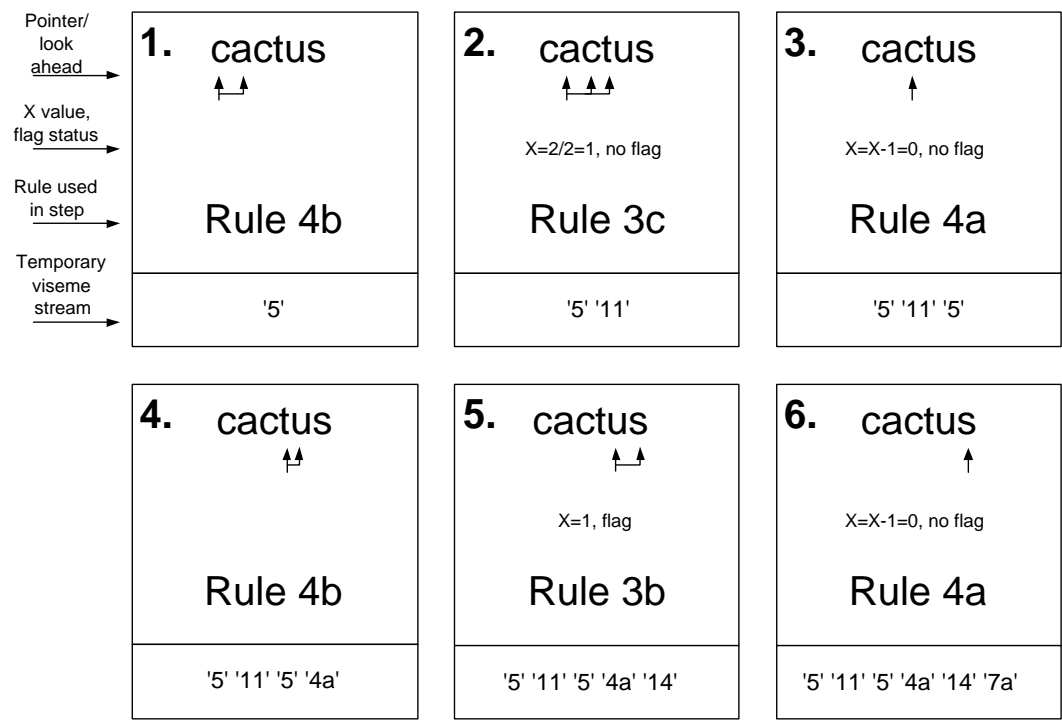 Pointer/
look
ahead
X value,
flag status
Rule used
in step
Temporary
viseme
stream
1. cactus
Rule 4b
'5'
2. cactus
X=2/2=1, no flag
Rule 3c
'5' '11'
3. cactus
X=X-1=0, no flag
Rule 4a
'5' '11' '5'
4. cactus
Rule 4b
'5' '11' '5' '4a'
5. cactus
X=1, flag
Rule 3b
'5' '11' '5' '4a' '14'
6. cactus
X=X-1=0, no flag
Rule 4a
'5' '11' '5' '4a' '14' '7a'